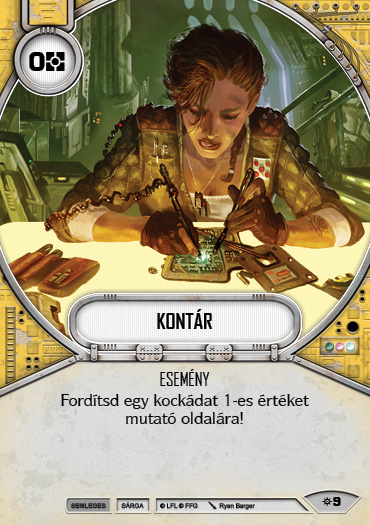 0
KONTÁR
ESEMÉNY
Fordítsd egy kockádat 1-es értéket
mutató oldalára!
SEMLEGES SÁRGA © LFL © FFG Ryan Barger 9